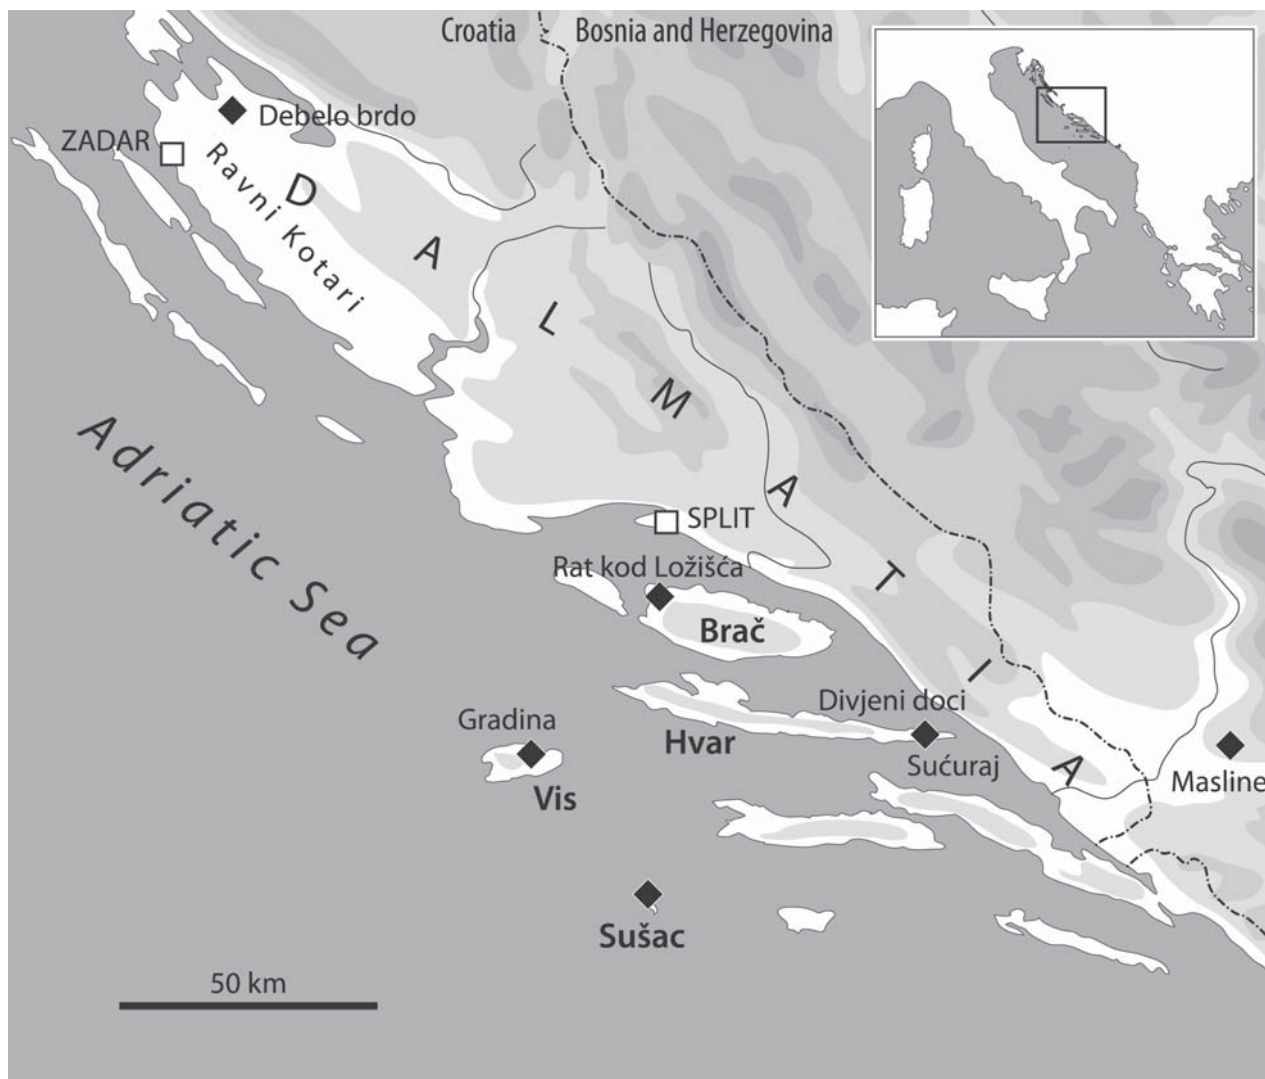 Croatia
Bosnia and Herzegovina
Debelo brdo
ZADAR
Ravni Kotari
DALMATIA
Adriatic Sea
SPLIT
Rat kod Ložišća
Brač
Divjeni doci
Gradina
Hvar
Sućuraj
Masline
Vis
Sušac
50 km